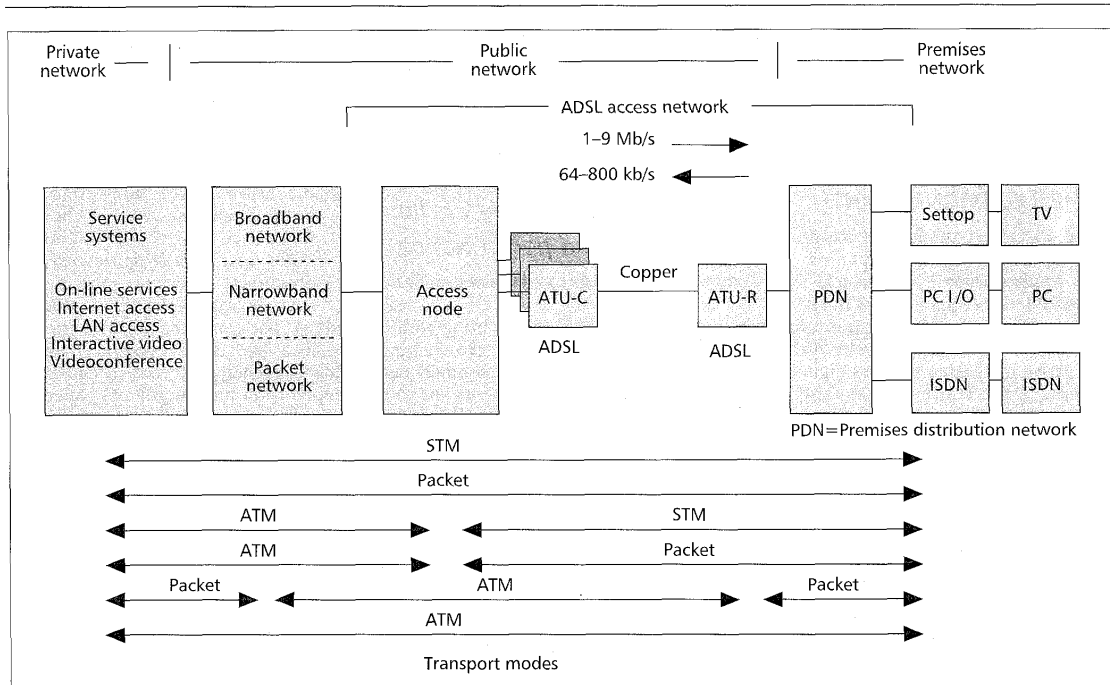 Private
network
Public
network
Premises
network
ADSL access network
1–9 Mb/s
64–800 kb/s
Service
systems
On-line services
Internet access
LAN access
Interactive video
Videoconference
Broadband
network
Narrowband
network
Packet
network
Access
node
ATU-C
ADSL
Copper
ATU-R
ADSL
PDN
Settop
TV
PC I/O
PC
ISDN
ISDN
PDN=Premises distribution network
STM
Packet
ATM
STM
ATM
Packet
Packet
ATM
Packet
ATM
Transport modes